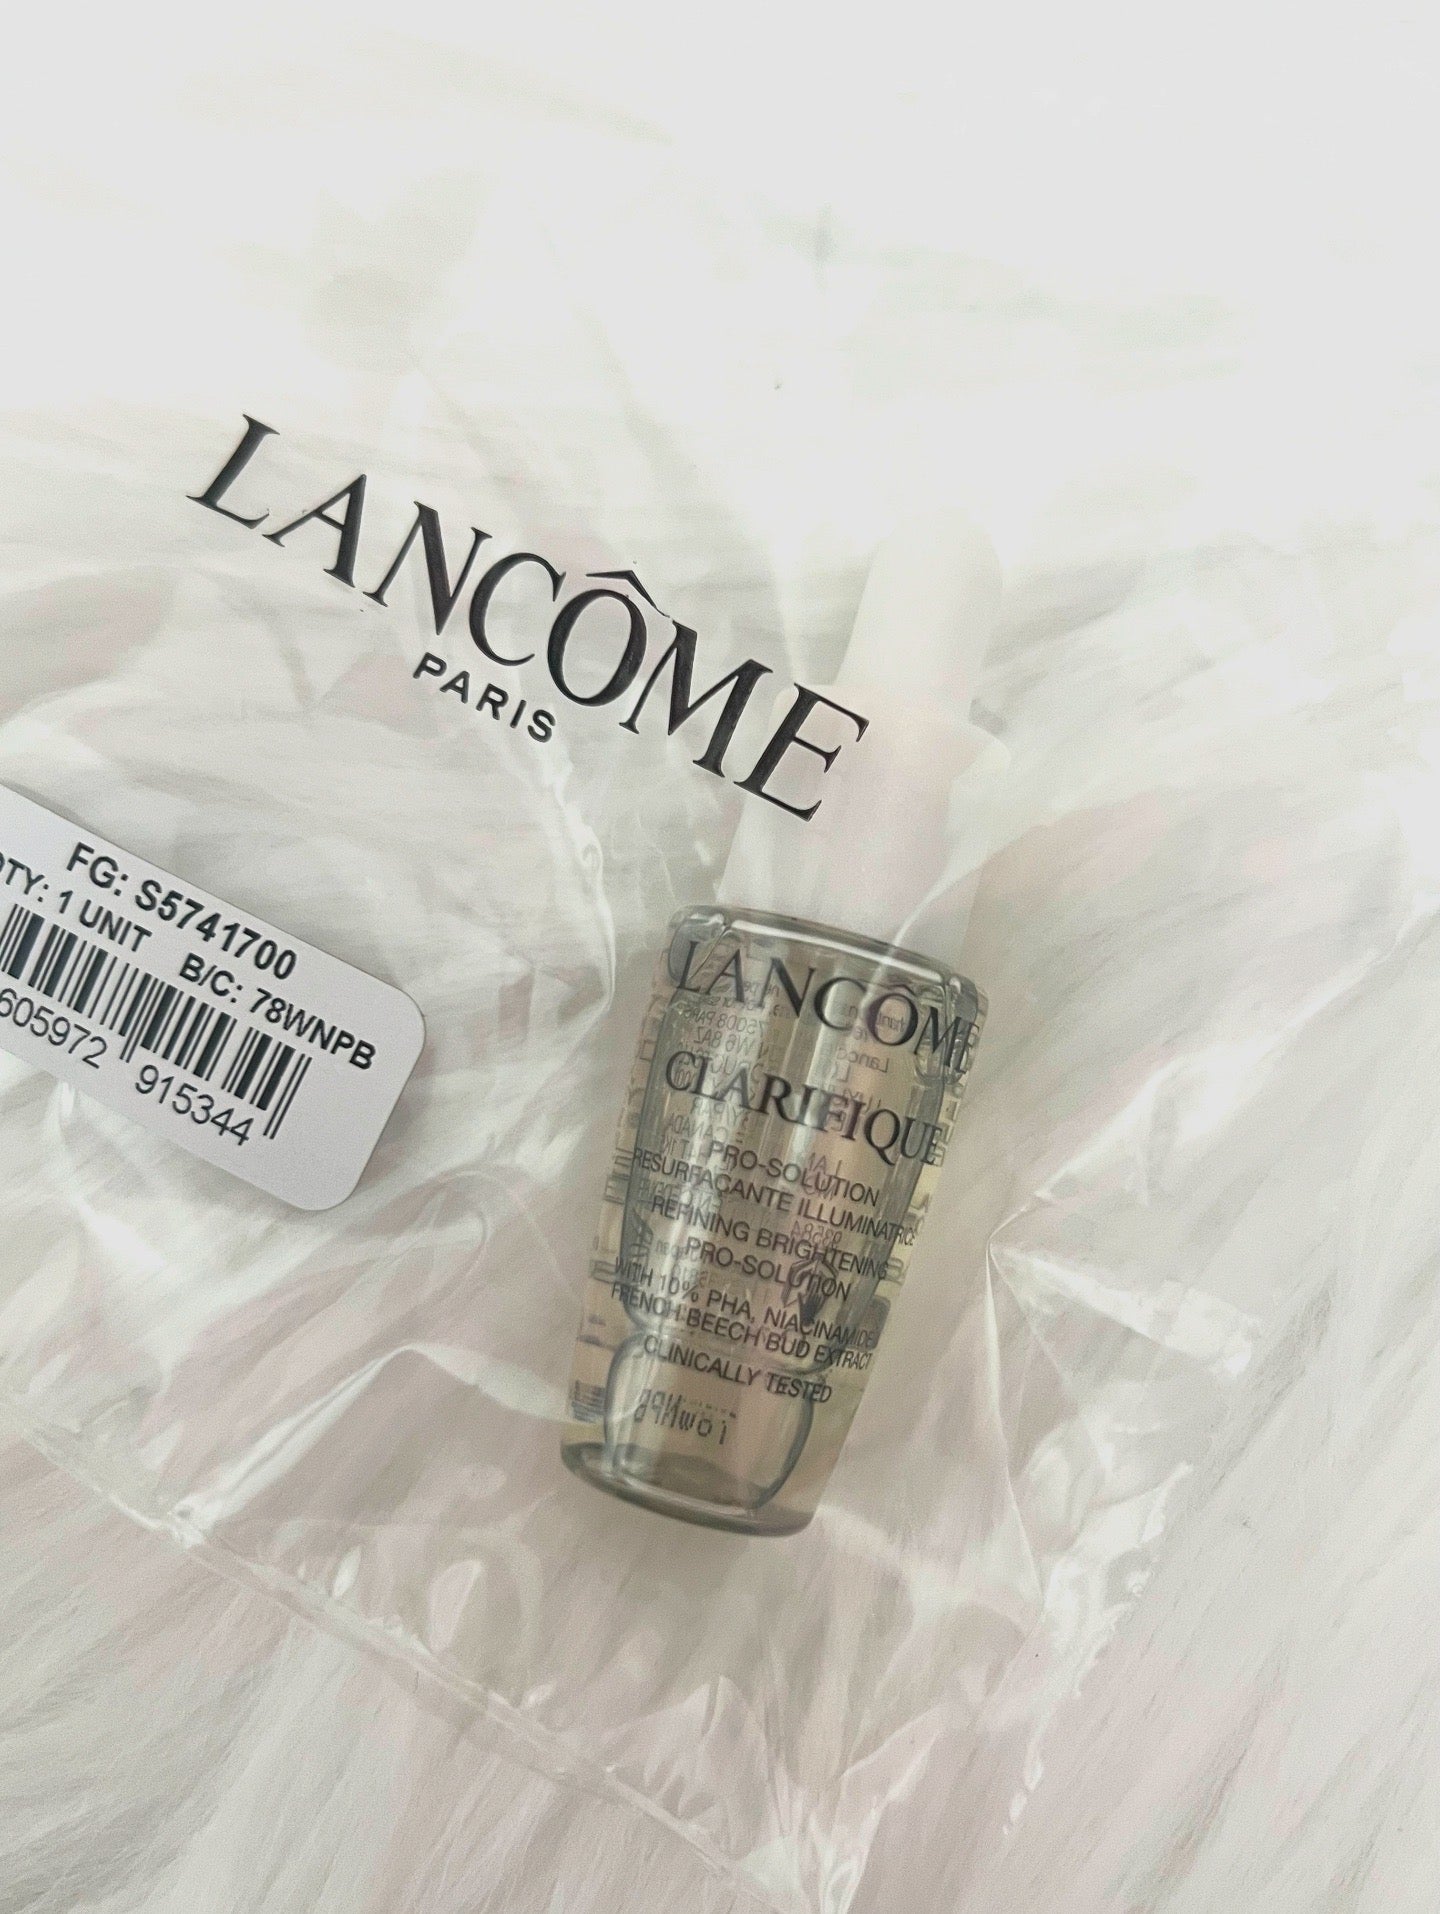 LANCÔME
PARIS
FG: S5741700
QTY: 1 UNIT B/C: 78WNPB
605972 915344
LANCÔME
CLARIFIQUE
PRO-SOLUTION
RESURFAÇANTE ILLUMINATRICE
REFINING BRIGHTENING
PRO-SOLUTION
WITH 10% PHA, NIACINAMIDE
FRENCH BEECH BUD EXTRACT
CLINICALLY TESTED